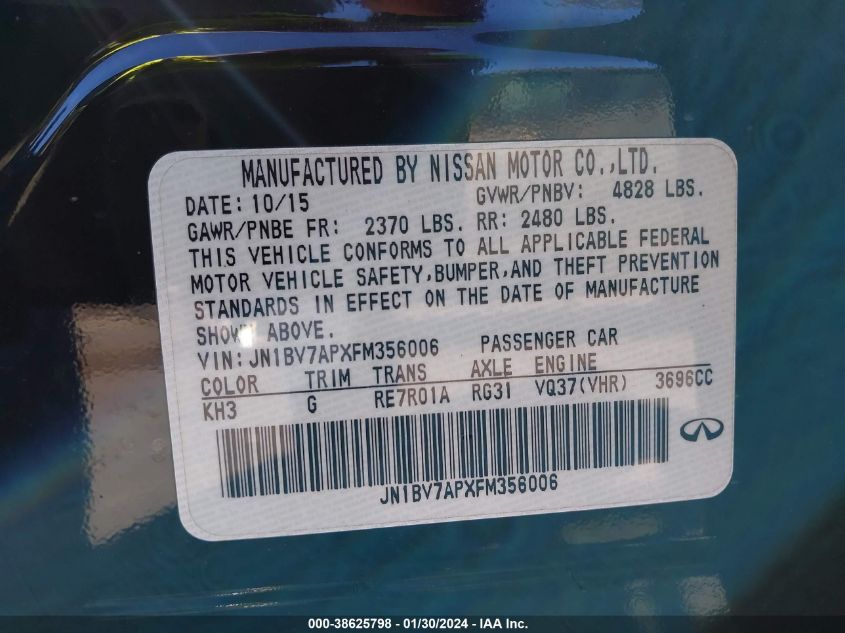 MANUFACTURED BY NISSAN MOTOR CO.,LTD.
DATE: 10/15 GVWR/PNBV: 4828 LBS.
GAWR/PNBE FR: 2370 LBS. RR: 2480 LBS.
THIS VEHICLE CONFORMS TO ALL APPLICABLE FEDERAL
MOTOR VEHICLE SAFETY,BUMPER,AND THEFT PREVENTION
STANDARDS IN EFFECT ON THE DATE OF MANUFACTURE
SHOWN ABOVE.
VIN: JN1BV7APXFM356006 PASSENGER CAR
COLOR TRIM TRANS AXLE ENGINE
KH3 G RE7R01A RG31 VQ37(VHR) 3696CC
JN1BV7APXFM356006
000-38625798 - 01/30/2024 - IAA Inc.